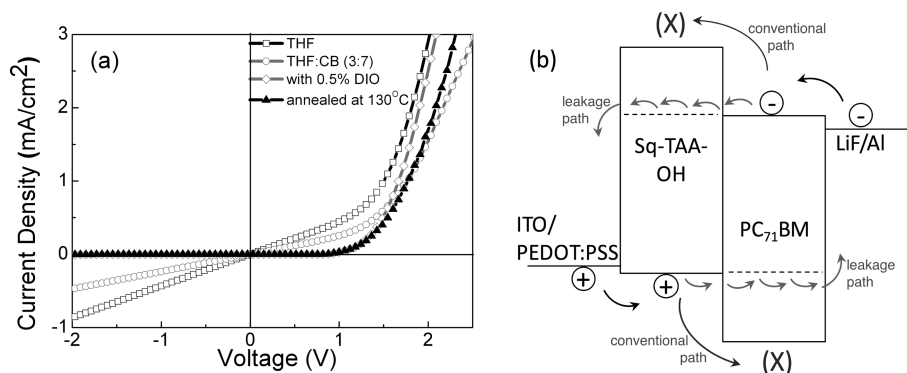 (a)
THF
THF:CB (3:7)
with 0.5% DIO
annealed at 130°C
Current Density (mA/cm²)
3
2
1
0
-1
-2
-1
0
1
2
Voltage (V)
(b)
(X)
conventional
path
leakage
path
-
-
LiF/Al
Sq-TAA-
OH
PC₇₁BM
ITO/
PEDOT:PSS
+
+
leakage
path
conventional
path
(X)